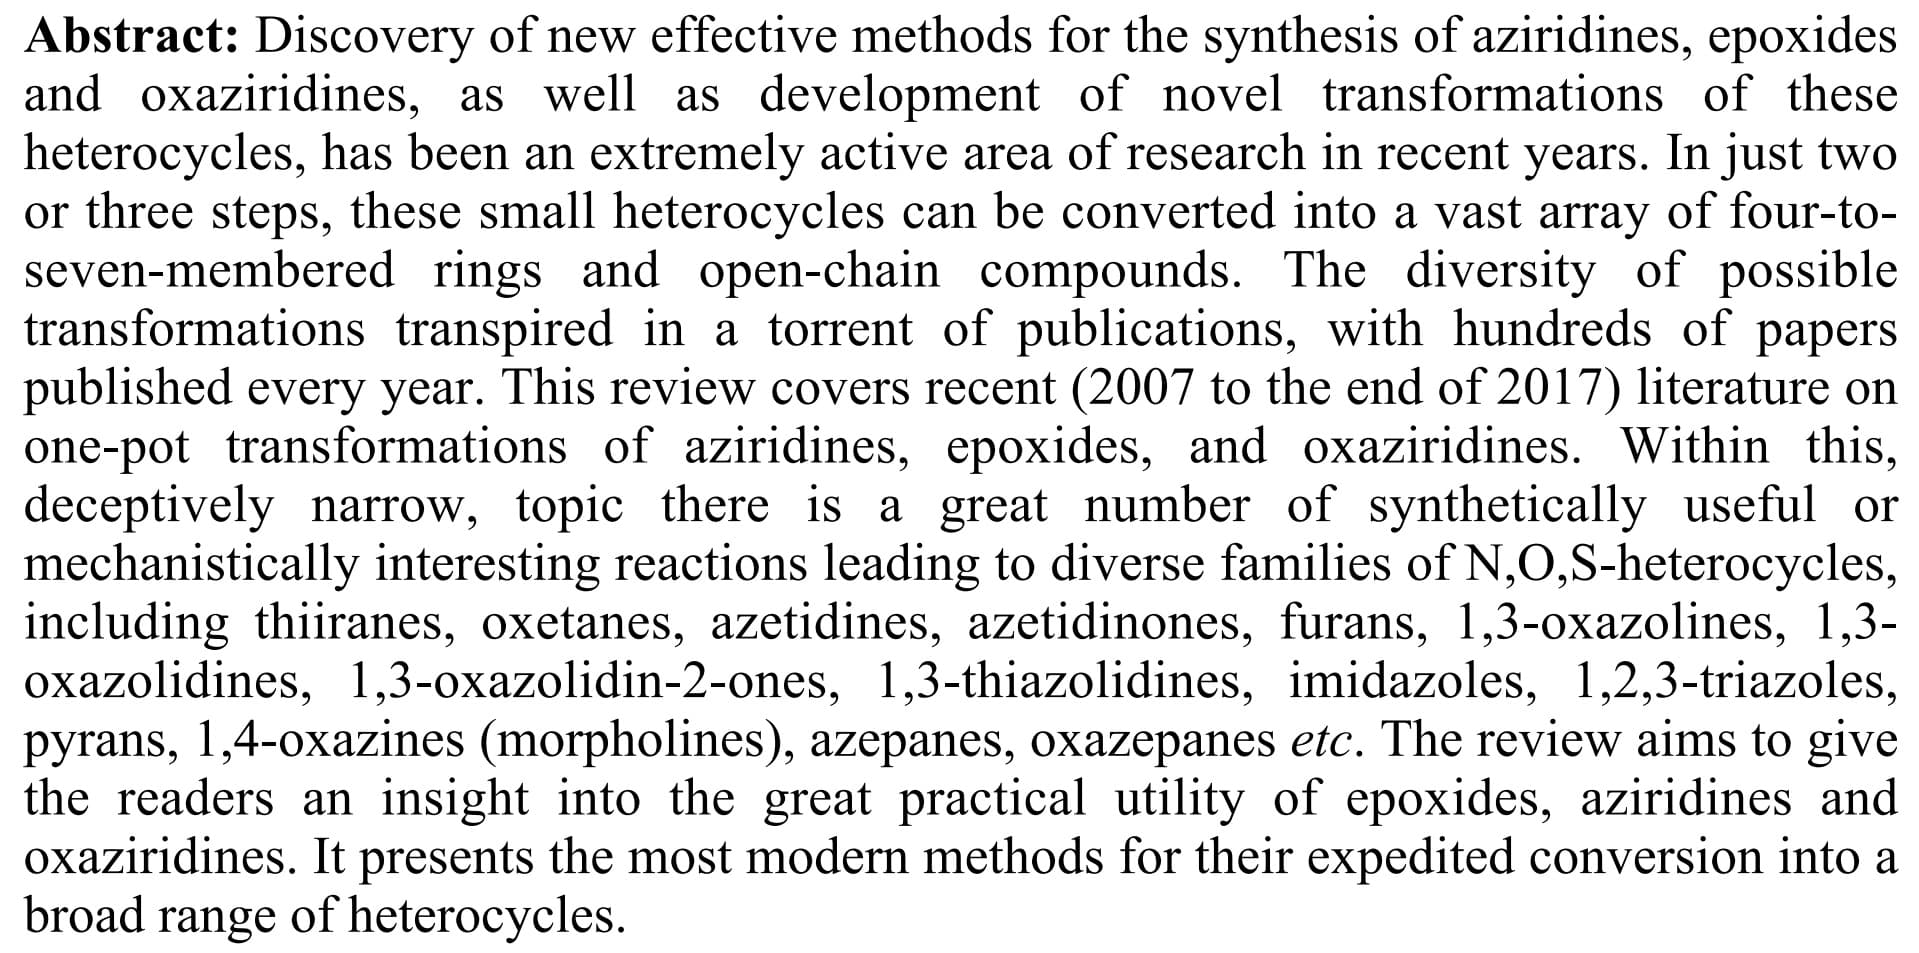 Abstract: Discovery of new effective methods for the synthesis of aziridines, epoxides
and oxaziridines, as well as development of novel transformations of these
heterocycles, has been an extremely active area of research in recent years. In just two
or three steps, these small heterocycles can be converted into a vast array of four-to-
seven-membered rings and open-chain compounds. The diversity of possible
transformations transpired in a torrent of publications, with hundreds of papers
published every year. This review covers recent (2007 to the end of 2017) literature on
one-pot transformations of aziridines, epoxides, and oxaziridines. Within this,
deceptively narrow, topic there is a great number of synthetically useful or
mechanistically interesting reactions leading to diverse families of N,O,S-heterocycles,
including thiiranes, oxetanes, azetidines, azetidinones, furans, 1,3-oxazolines, 1,3-
oxazolidines, 1,3-oxazolidin-2-ones, 1,3-thiazolidines, imidazoles, 1,2,3-triazoles,
pyrans, 1,4-oxazines (morpholines), azepanes, oxazepanes etc. The review aims to give
the readers an insight into the great practical utility of epoxides, aziridines and
oxaziridines. It presents the most modern methods for their expedited conversion into a
broad range of heterocycles.